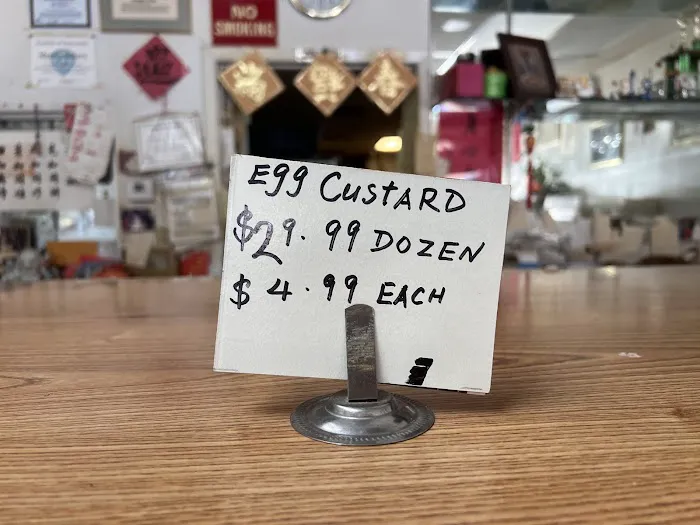 NO
SMOKING
Egg CUSTARD
$29.99 DOZEN
$4.99 EACH